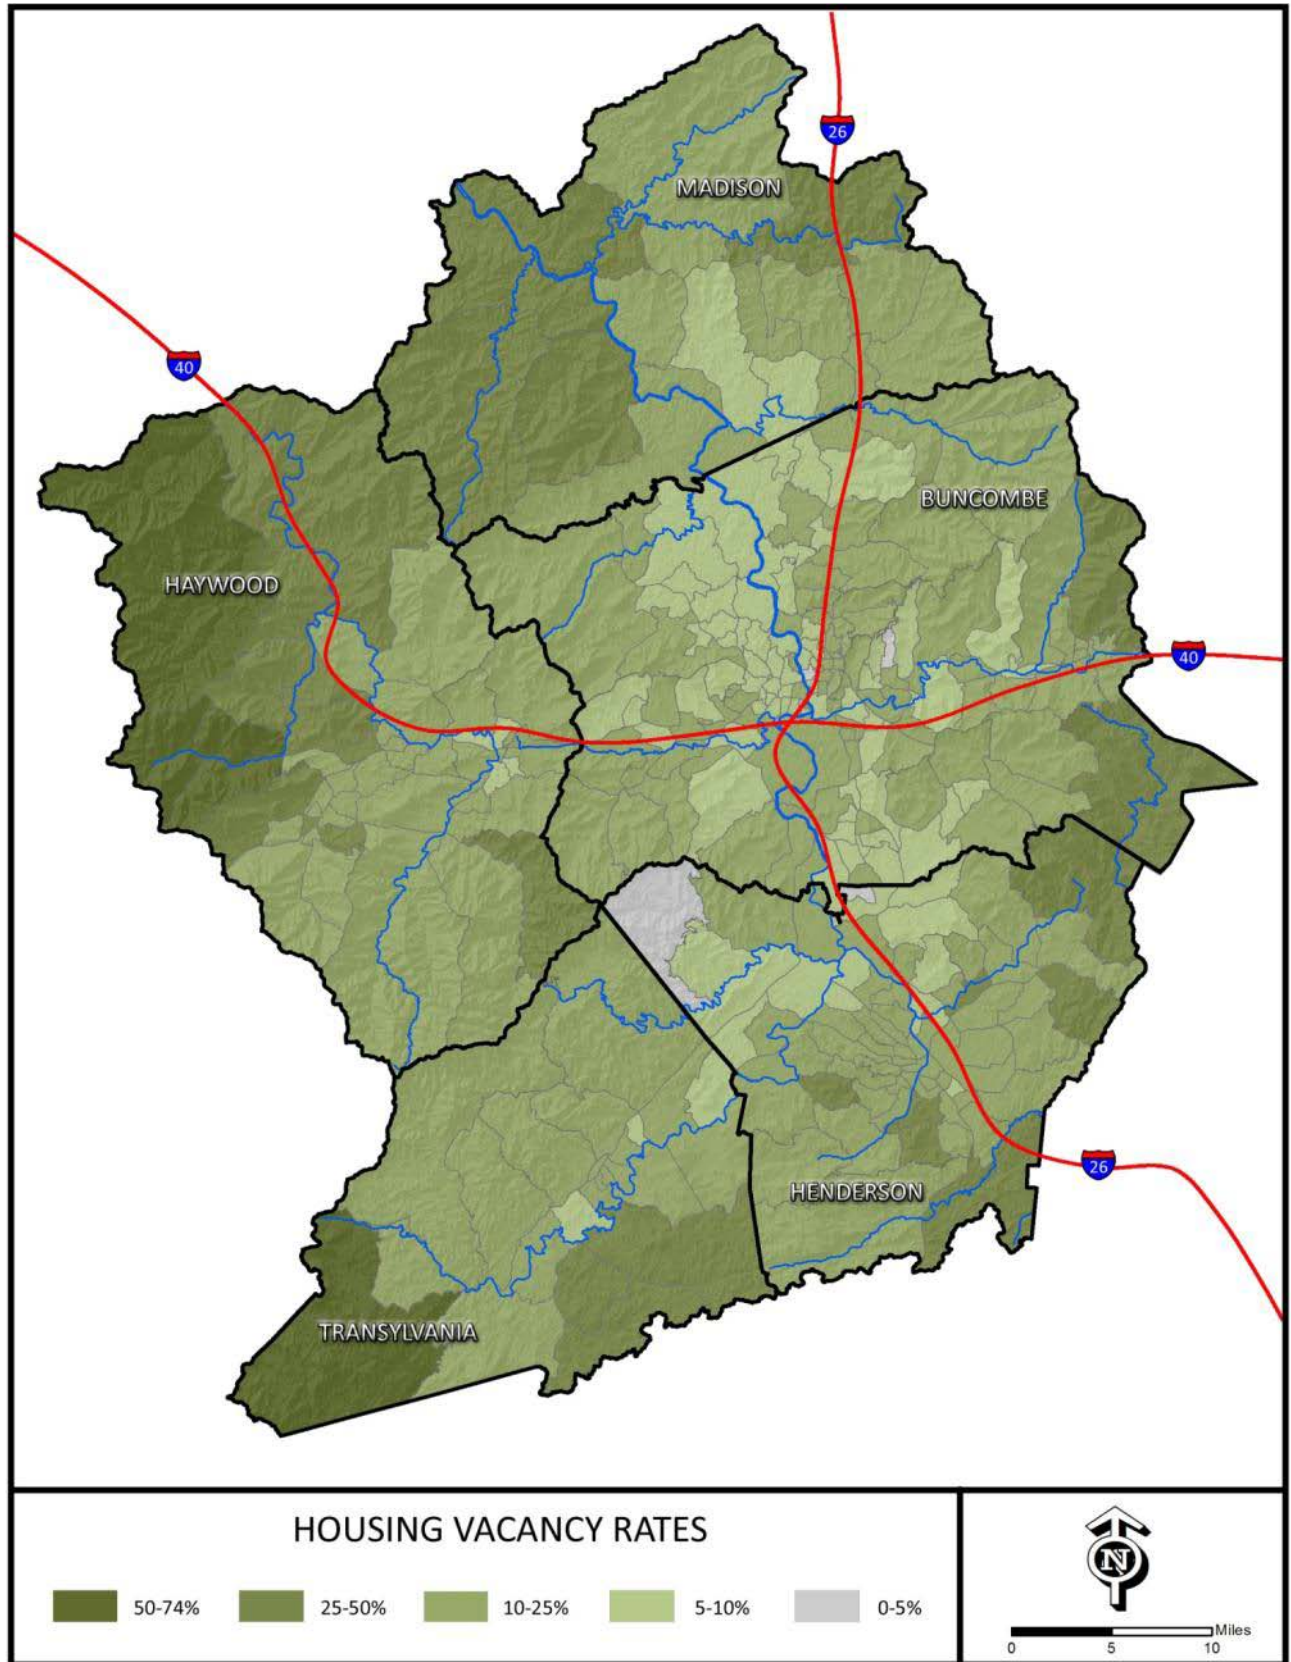 26
MADISON
40
BUNCOMBE
HAYWOOD
40
26
HENDERSON
TRANSYLVANIA
HOUSING VACANCY RATES
50-74% 25-50% 10-25% 5-10% 0-5%
N
Miles
0 5 10